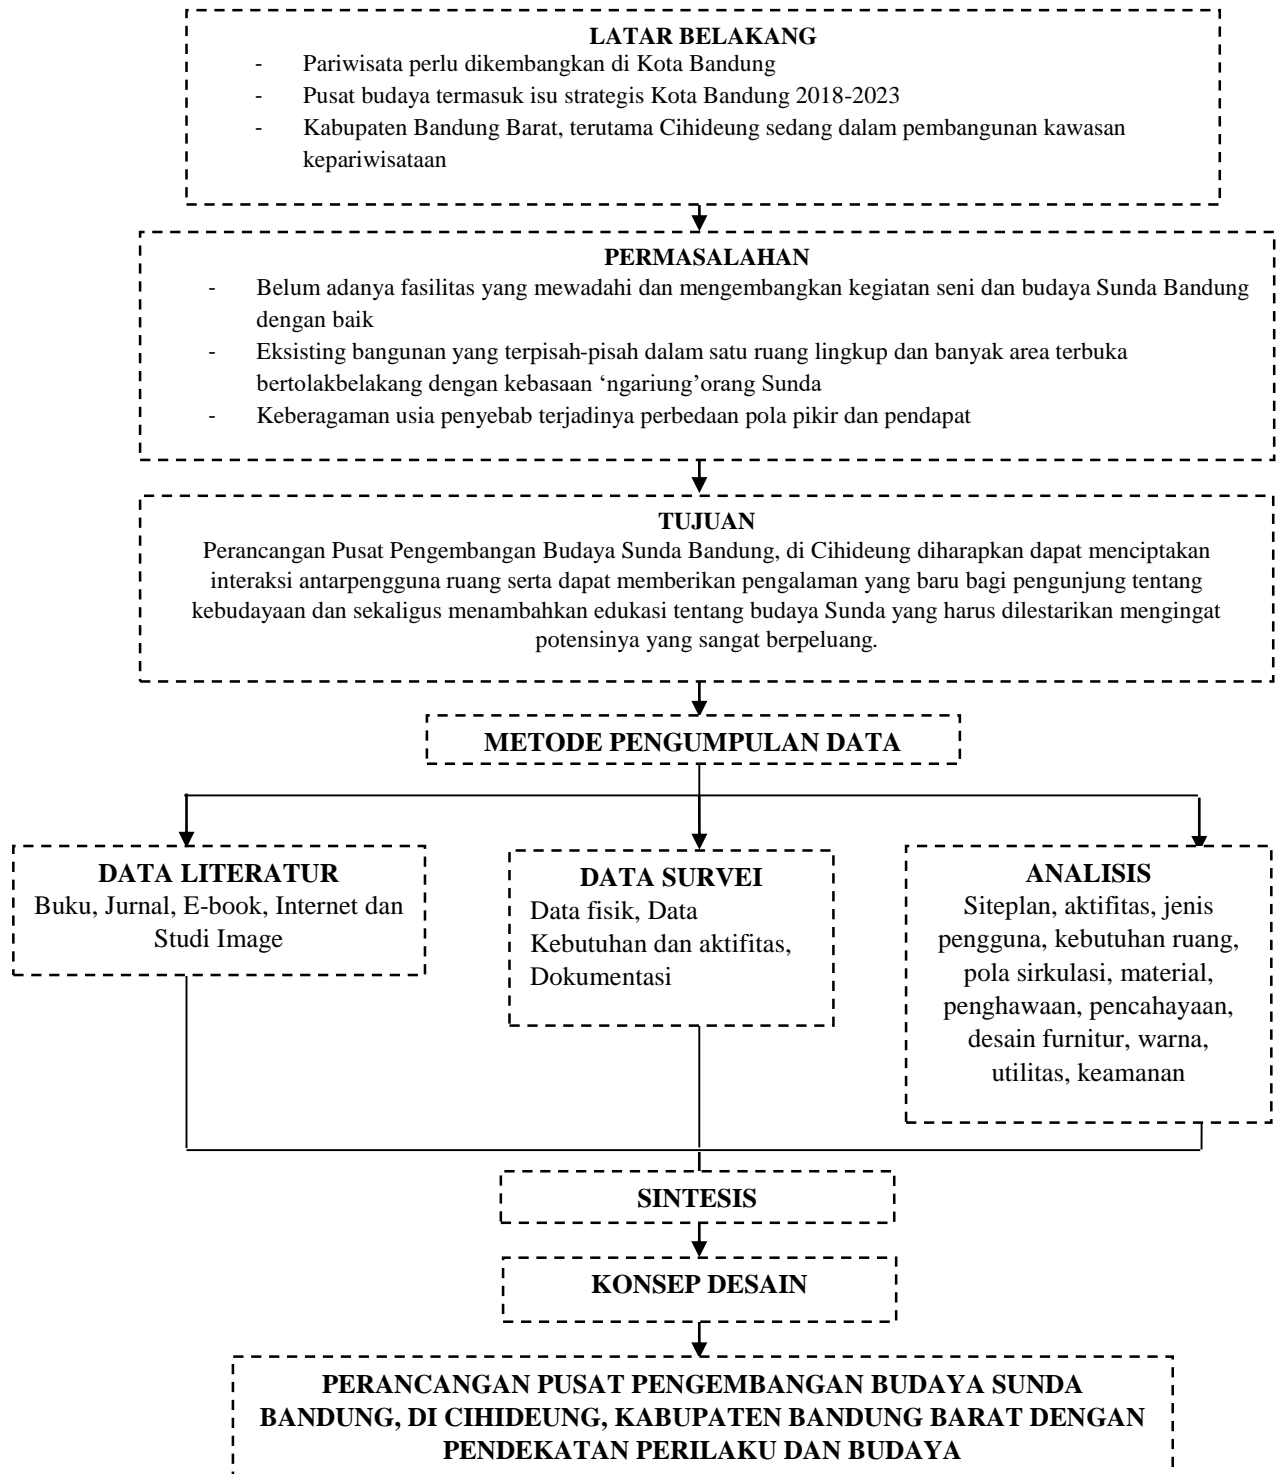 LATAR BELAKANG
- Pariwisata perlu dikembangkan di Kota Bandung
- Pusat budaya termasuk isu strategis Kota Bandung 2018-2023
- Kabupaten Bandung Barat, terutama Cihideung sedang dalam pembangunan kawasan
kepariwisataan
PERMASALAHAN
- Belum adanya fasilitas yang mewadahi dan mengembangkan kegiatan seni dan budaya Sunda Bandung
dengan baik
- Eksisting bangunan yang terpisah-pisah dalam satu ruang lingkup dan banyak area terbuka
bertolakbelakang dengan kebasaan ‘ngariung’orang Sunda
- Keberagaman usia penyebab terjadinya perbedaan pola pikir dan pendapat
TUJUAN
Perancangan Pusat Pengembangan Budaya Sunda Bandung, di Cihideung diharapkan dapat menciptakan
interaksi antarpengguna ruang serta dapat memberikan pengalaman yang baru bagi pengunjung tentang
kebudayaan dan sekaligus menambahkan edukasi tentang budaya Sunda yang harus dilestarikan mengingat
potensinya yang sangat berpeluang.
METODE PENGUMPULAN DATA
DATA LITERATUR
Buku, Jurnal, E-book, Internet dan
Studi Image
DATA SURVEI
Data fisik, Data
Kebutuhan dan aktifitas,
Dokumentasi
ANALISIS
Siteplan, aktifitas, jenis
pengguna, kebutuhan ruang,
pola sirkulasi, material,
penghawaan, pencahayaan,
desain furnitur, warna,
utilitas, keamanan
SINTESIS
KONSEP DESAIN
PERANCANGAN PUSAT PENGEMBANGAN BUDAYA SUNDA
BANDUNG, DI CIHIDEUNG, KABUPATEN BANDUNG BARAT DENGAN
PENDEKATAN PERILAKU DAN BUDAYA